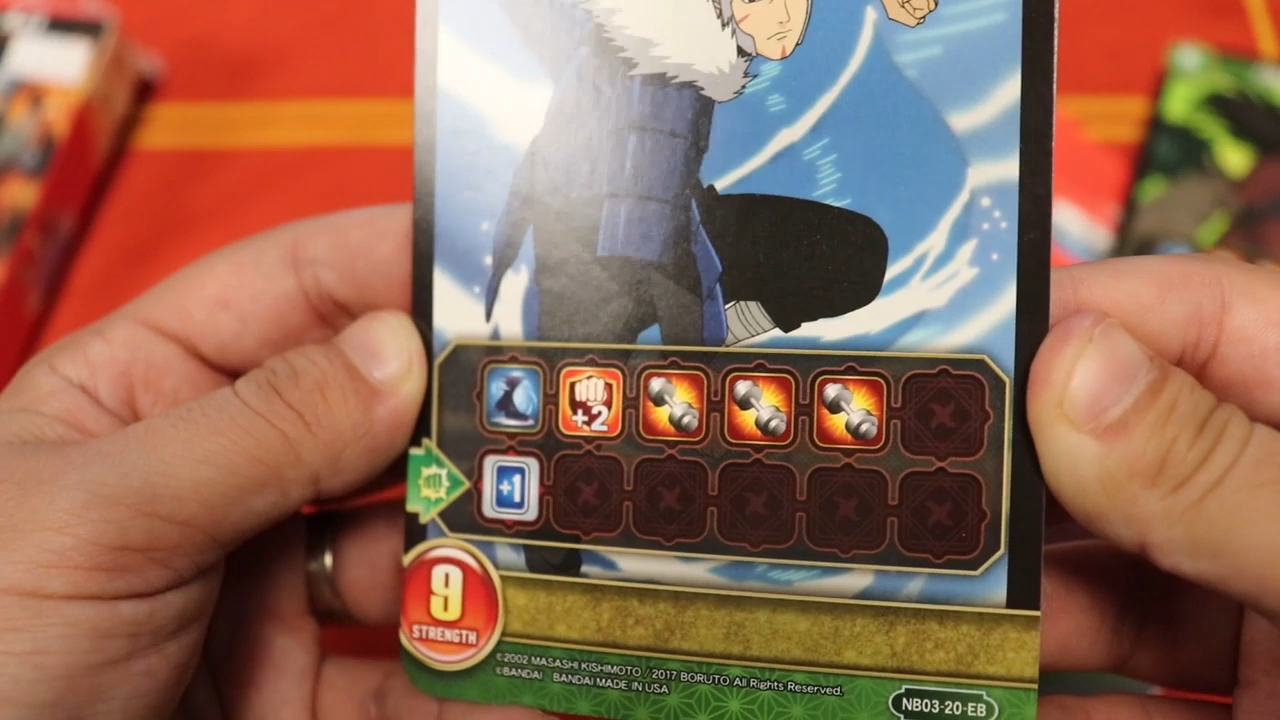 +2
+1
9
STRENGTH
©2002 MASASHI KISHIMOTO / 2017 BORUTO All Rights Reserved.
©BANDAI BANDAI MADE IN USA
NB03-20-EB